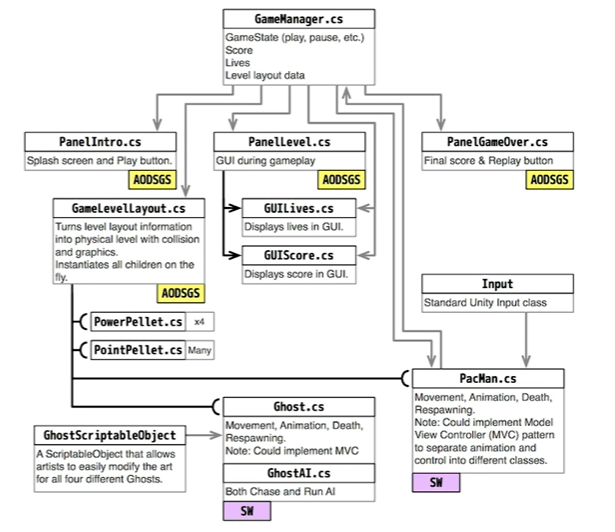 GameManager.cs
GameState (play, pause, etc.)
Score
Lives
Level layout data
PanelIntro.cs
Splash screen and Play button.
AODSGS
PanelLevel.cs
GUI during gameplay
AODSGS
PanelGameOver.cs
Final score & Replay button
AODSGS
GameLevelLayout.cs
Turns level layout information
into physical level with collision
and graphics.
Instantiates all children on the
fly.
AODSGS
GUILives.cs
Displays lives in GUI.
GUIScore.cs
Displays score in GUI.
Input
Standard Unity Input class
PowerPellet.cs x4
PointPellet.cs Many
PacMan.cs
Movement, Animation, Death,
Respawning.
Note: Could implement Model
View Controller (MVC) pattern
to separate animation and
control into different classes.
SW
Ghost.cs
Movement, Animation, Death,
Respawning.
Note: Could implement MVC
GhostScriptableObject
A ScriptableObject that allows
artists to easily modify the art
for all four different Ghosts.
GhostAI.cs
Both Chase and Run AI
SW